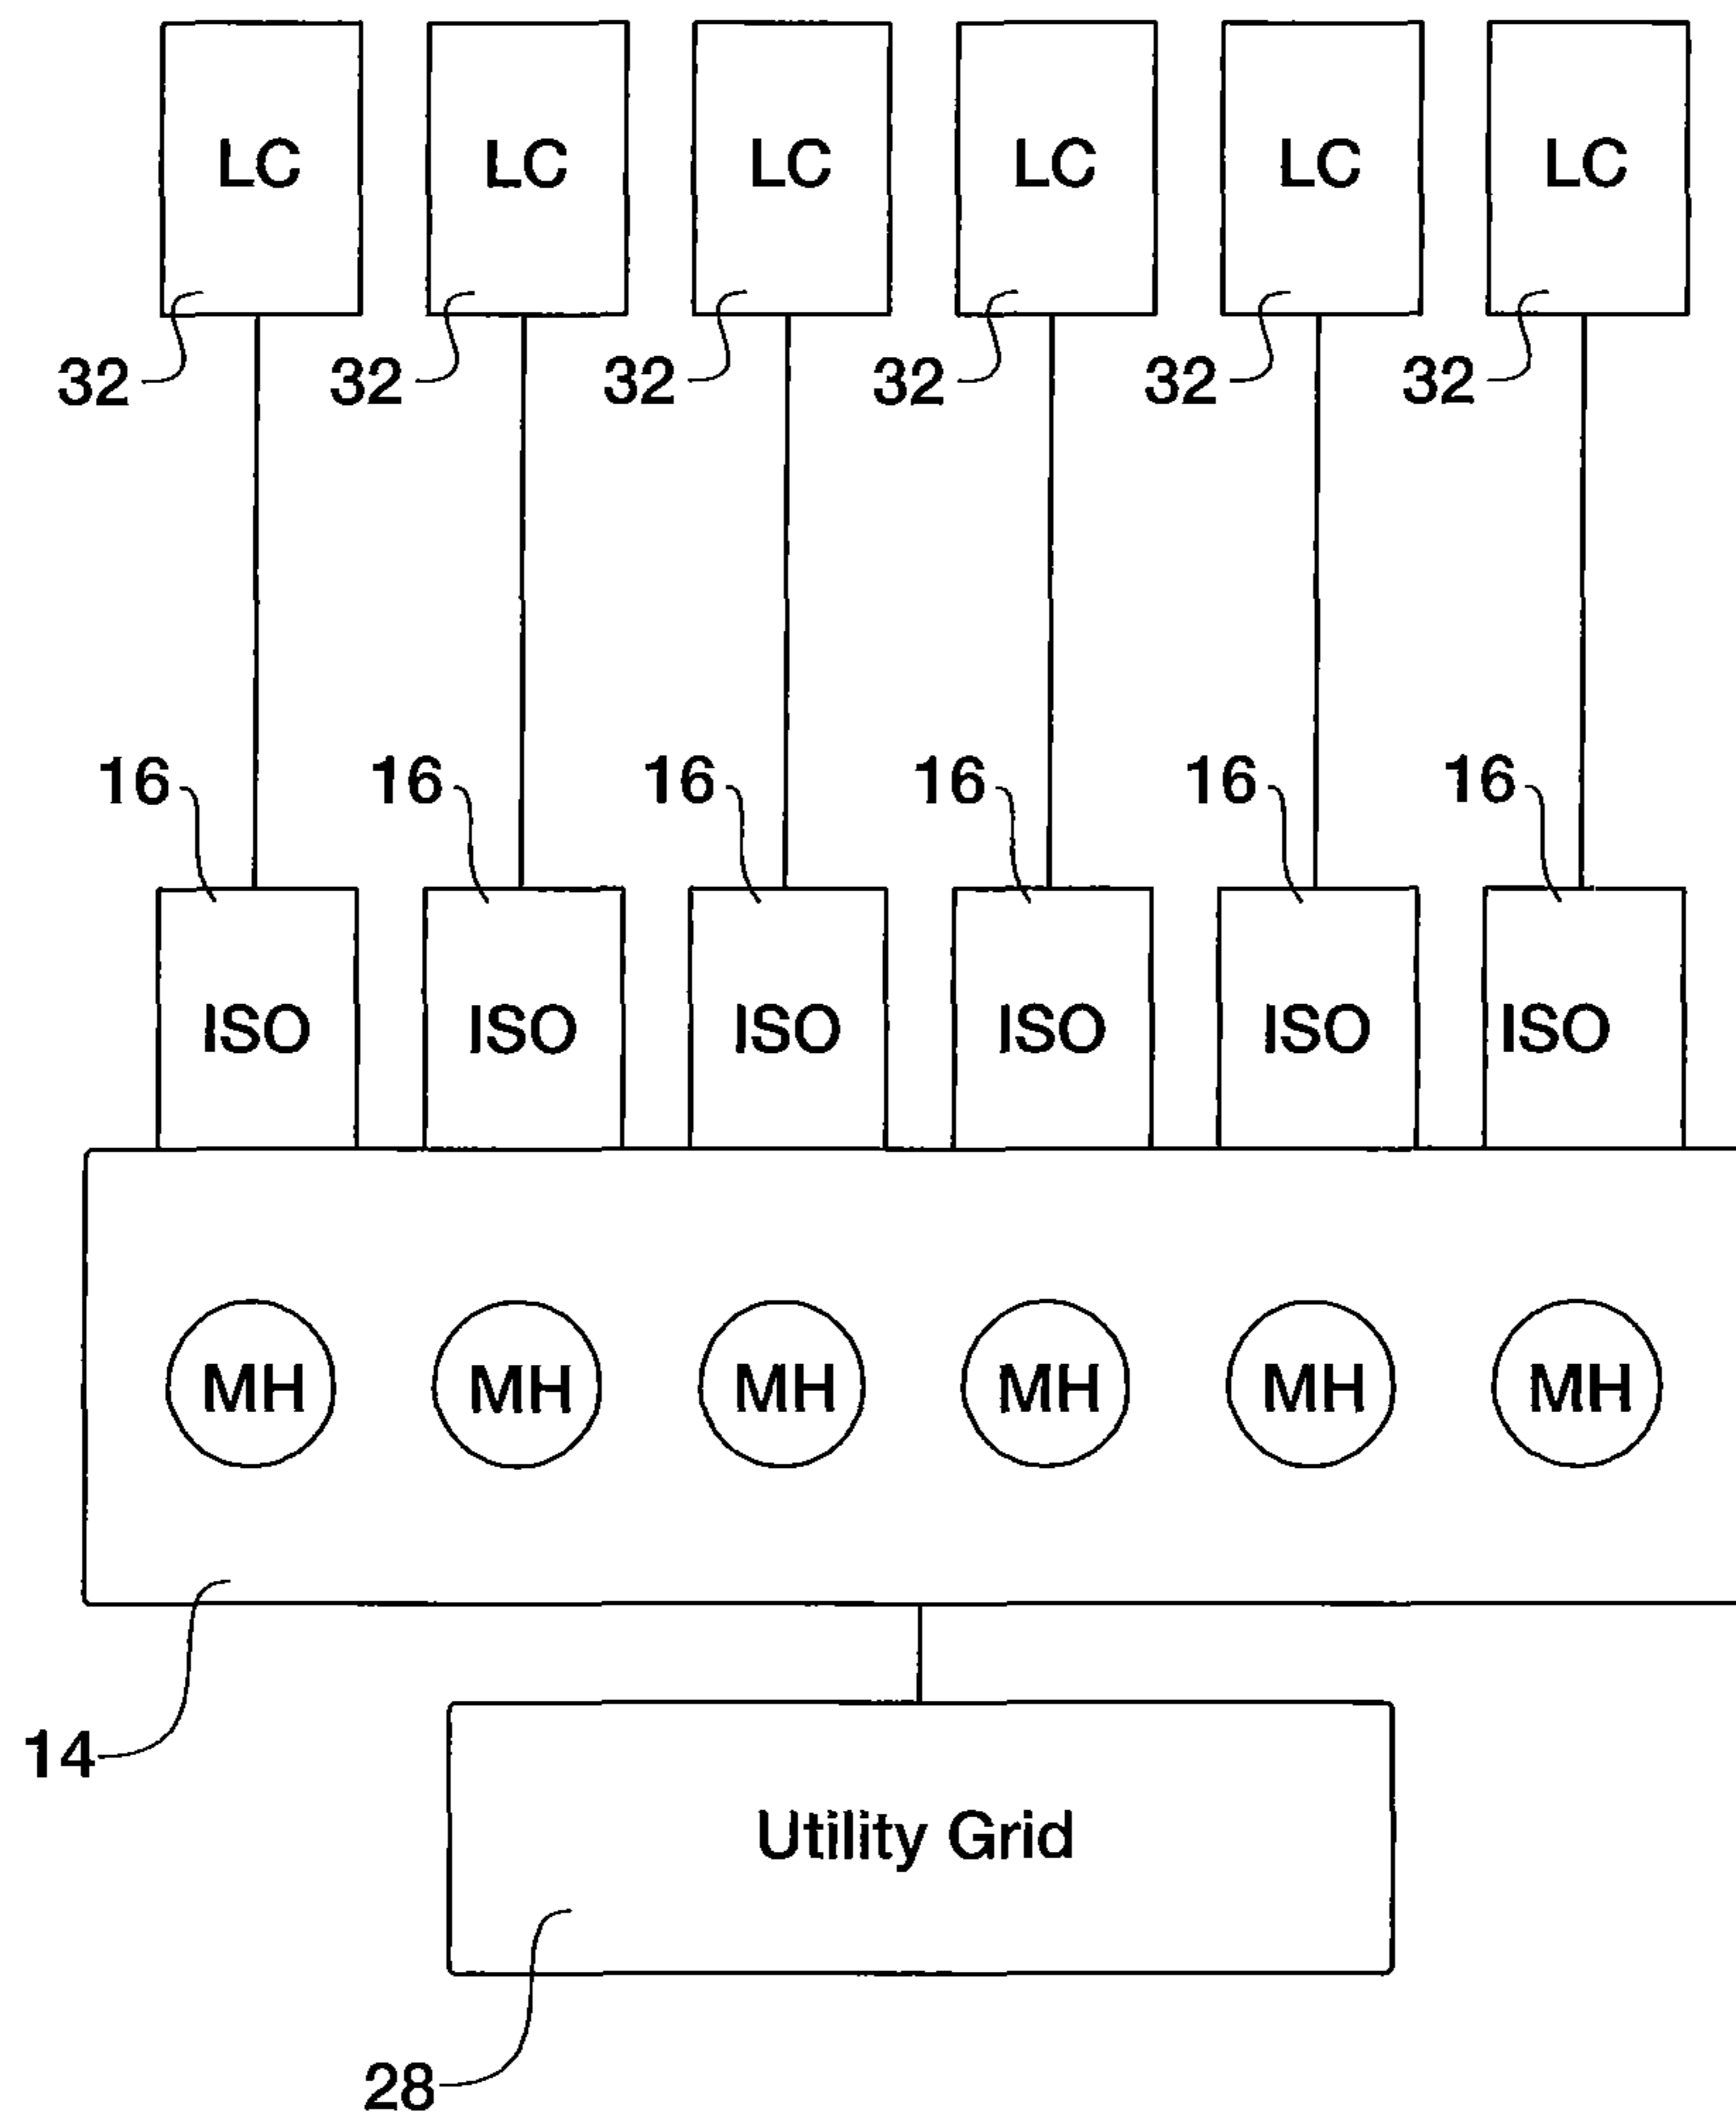 LC LC LC LC LC LC
32 32 32 32 32 32
16 16 16 16 16 16
ISO ISO ISO ISO ISO ISO
MH MH MH MH MH MH
14
Utility Grid
28